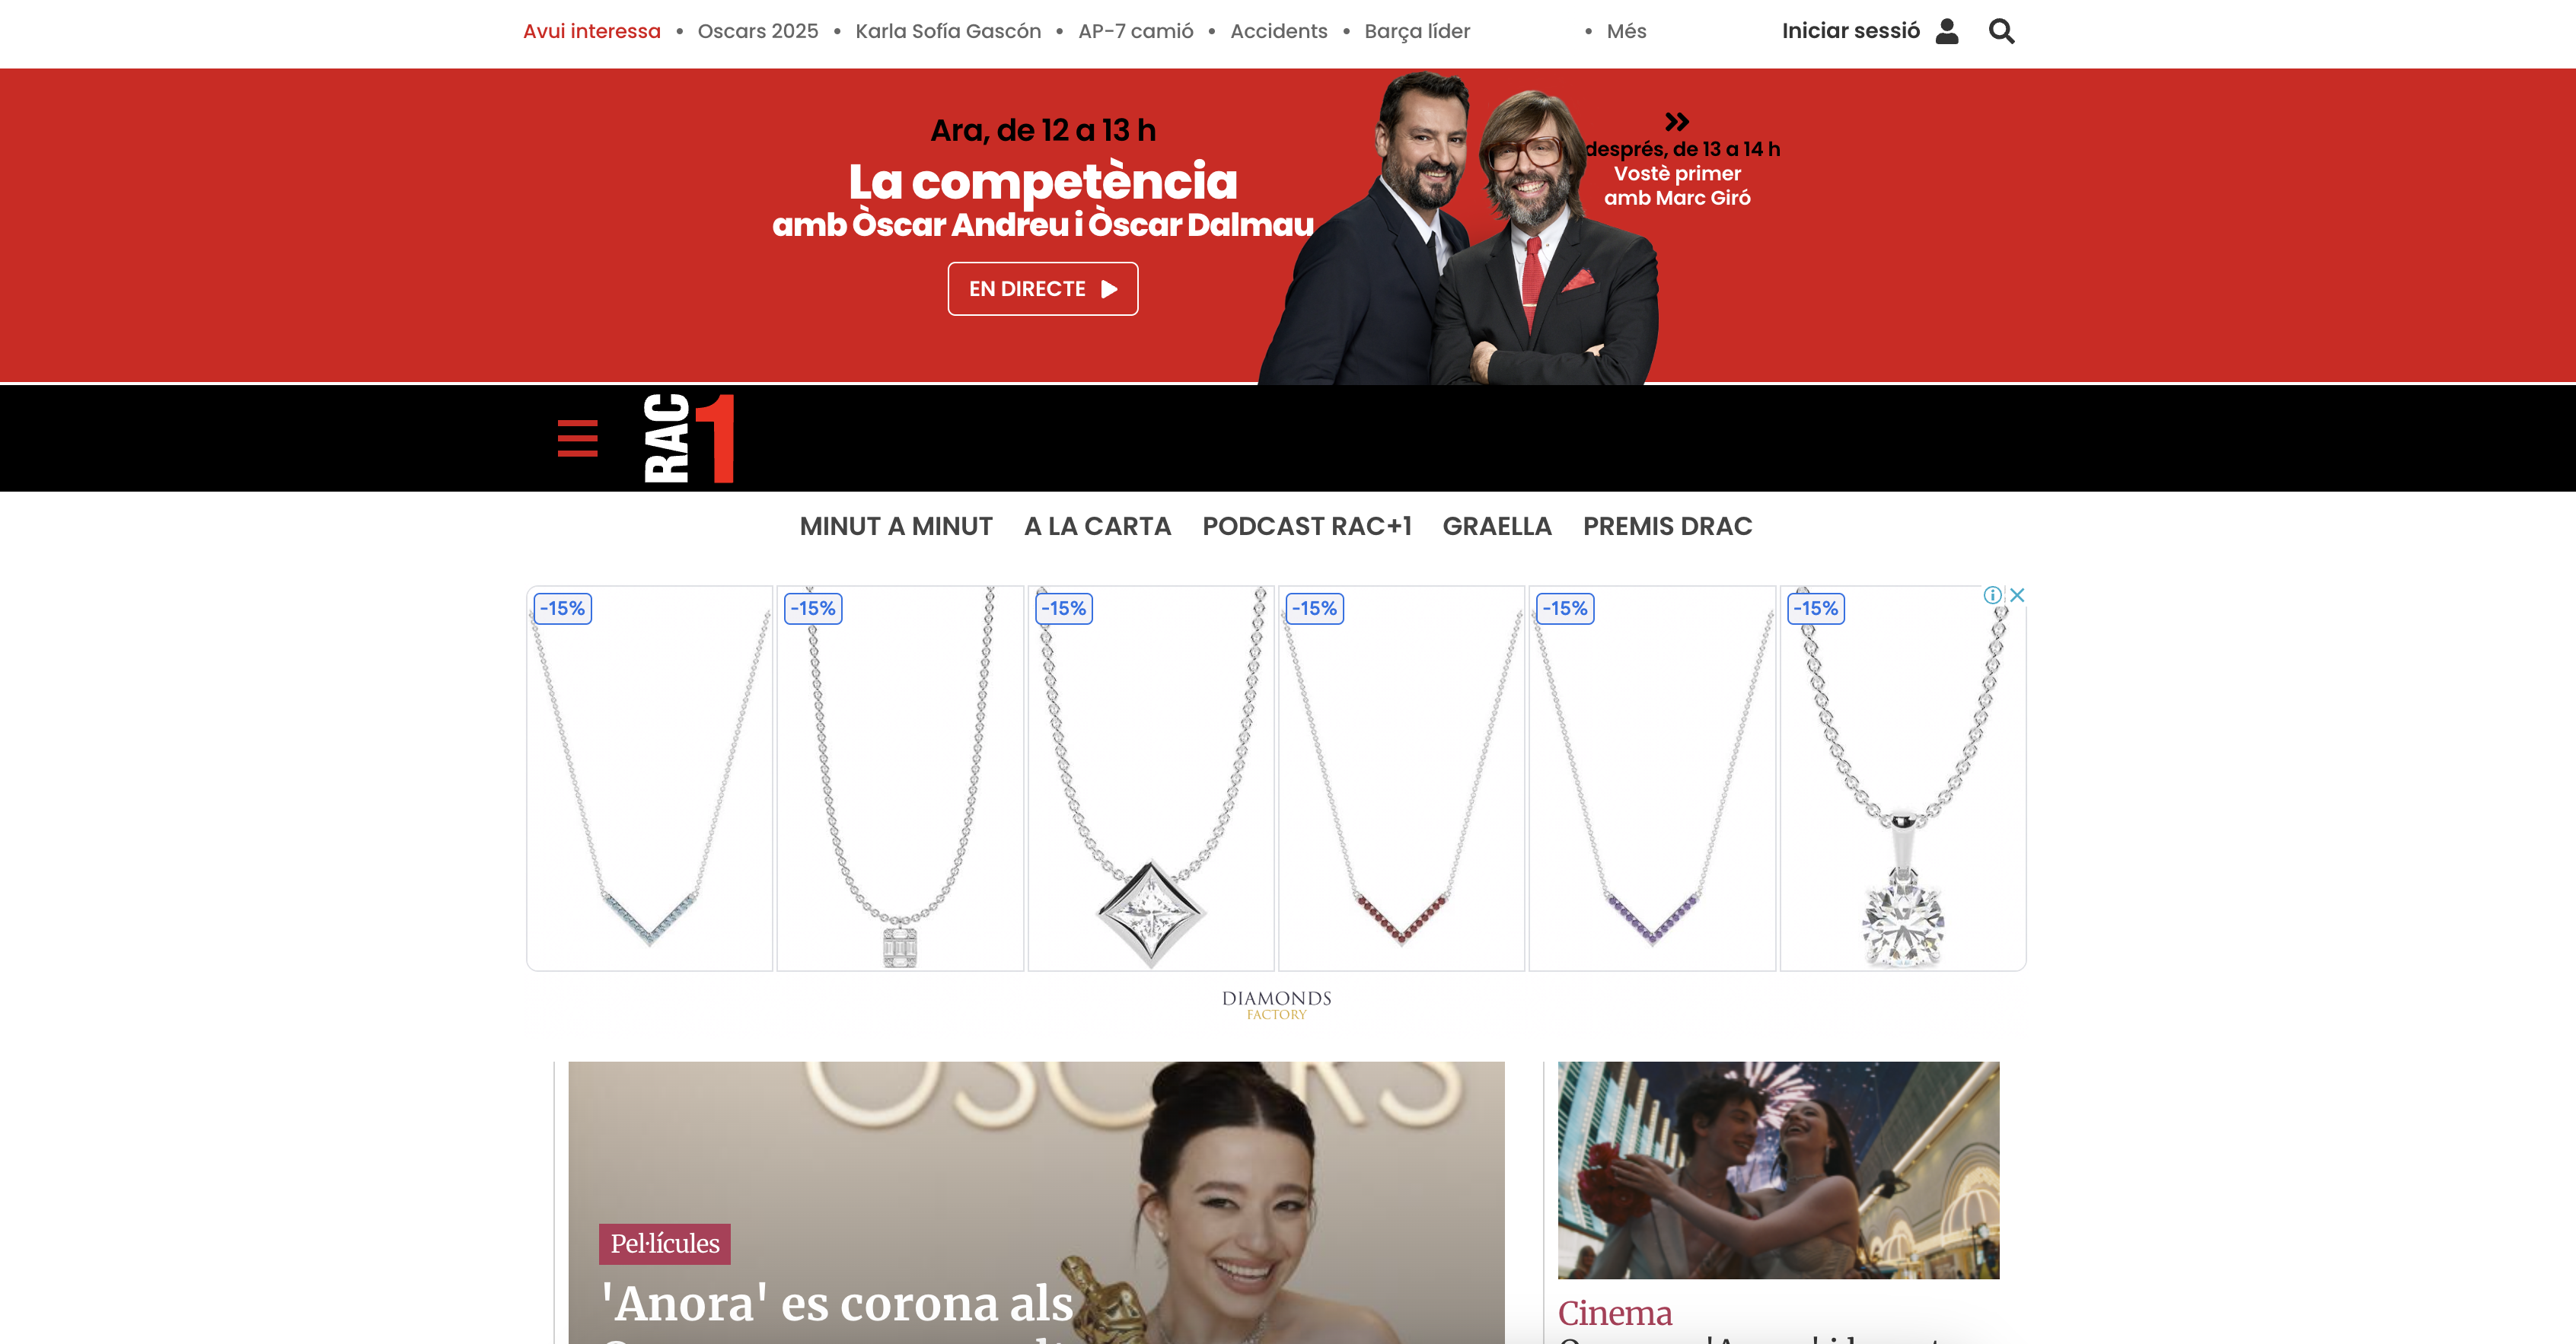 Avui interessa • Oscars 2025 • Karla Sofía Gascón • AP-7 camió • Accidents • Barça líder • Més Iniciar sessió
Ara, de 12 a 13 h
La competència
amb Òscar Andreu i Òscar Dalmau
EN DIRECTE
després, de 13 a 14 h
Vostè primer
amb Marc Giró
RAC1
MINUT A MINUT A LA CARTA PODCAST RAC+1 GRAELLA PREMIS DRAC
-15% -15% -15% -15% -15% -15%
DIAMONDS
FACTORY
OSCARS
Pel·lícules
'Anora' es corona als
Cinema